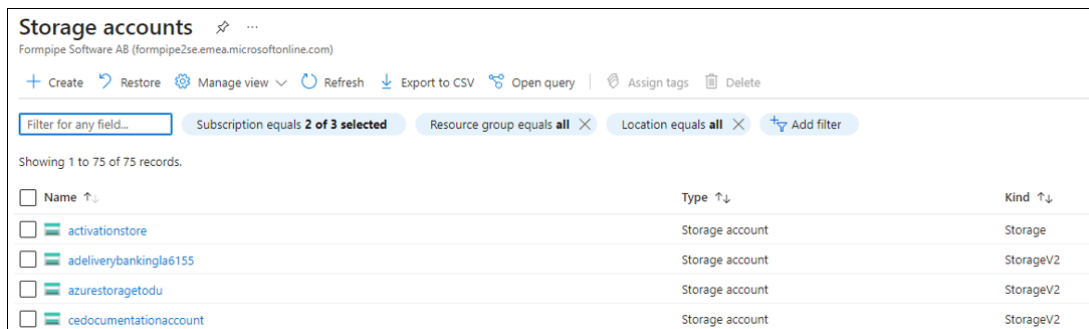 Storage accounts ...
Formpipe Software AB (formpipe2se.emea.microsoftonline.com)
Create Restore Manage view Refresh Export to CSV Open query Assign tags Delete
Filter for any field... Subscription equals 2 of 3 selected Resource group equals all Location equals all Add filter
Showing 1 to 75 of 75 records.
Name Type Kind
activationstore Storage account Storage
adeliverybankingla6155 Storage account StorageV2
azurestoragetodu Storage account StorageV2
cedocumentationaccount Storage account StorageV2